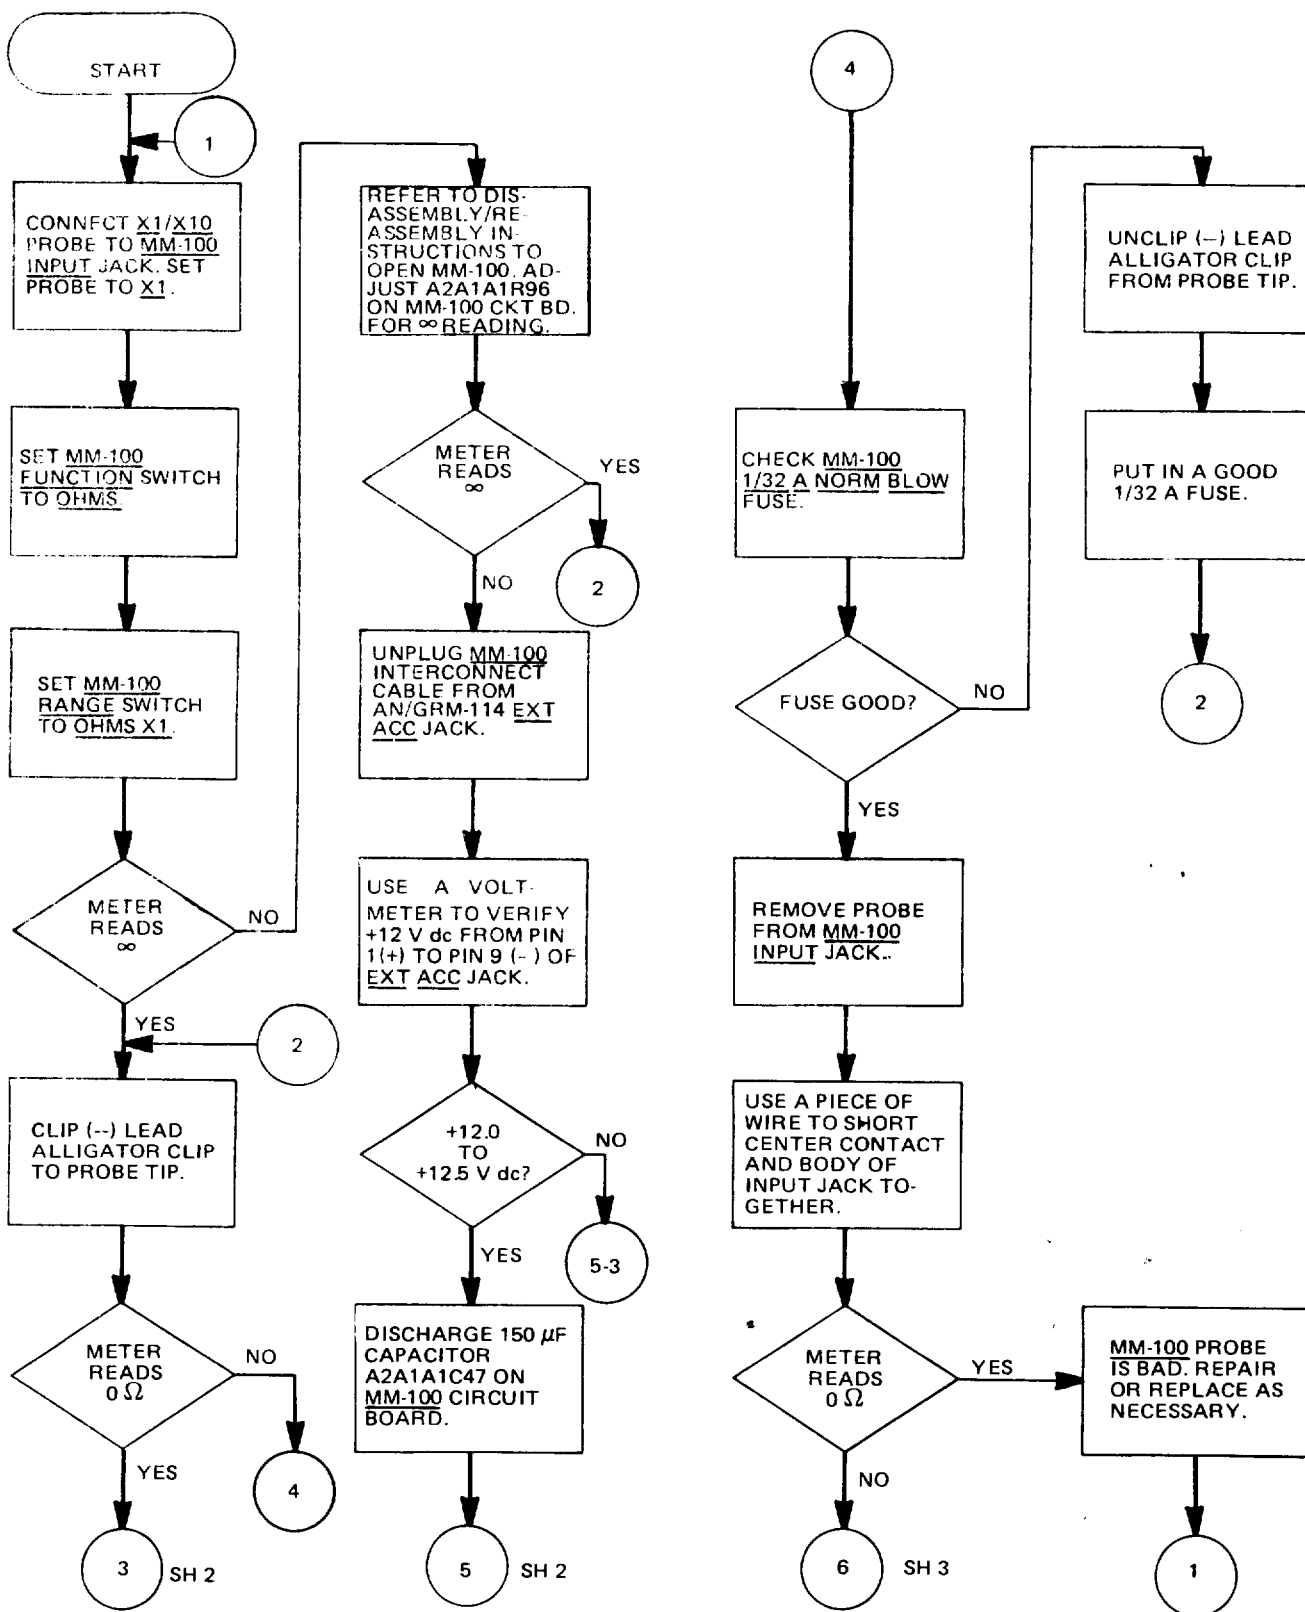 START
1
CONNECT X1/X10
PROBE TO MM-100
INPUT JACK. SET
PROBE TO X1.
SET MM-100
FUNCTION SWITCH
TO OHMS.
SET MM-100
RANGE SWITCH
TO OHMS X1.
METER
READS
∞
NO
YES
2
CLIP (--) LEAD
ALLIGATOR CLIP
TO PROBE TIP.
METER
READS
0 Ω
NO
4
YES
3
SH 2
REFER TO DIS-
ASSEMBLY/RE-
ASSEMBLY IN-
STRUCTIONS TO
OPEN MM-100. AD-
JUST A2A1A1R96
ON MM-100 CKT BD.
FOR ∞ READING.
METER
READS
∞
YES
2
NO
UNPLUG MM-100
INTERCONNECT
CABLE FROM
AN/GRM-114 EXT
ACC JACK.
USE A VOLT-
METER TO VERIFY
+12 V dc FROM PIN
1(+) TO PIN 9 (-) OF
EXT ACC JACK.
+12.0
TO
+12.5 V dc?
NO
5-3
YES
DISCHARGE 150 µF
CAPACITOR
A2A1A1C47 ON
MM-100 CIRCUIT
BOARD.
5
SH 2
4
CHECK MM-100
1/32 A NORM BLOW
FUSE.
FUSE GOOD?
NO
YES
REMOVE PROBE
FROM MM-100
INPUT JACK.
USE A PIECE OF
WIRE TO SHORT
CENTER CONTACT
AND BODY OF
INPUT JACK TO-
GETHER.
METER
READS
0 Ω
YES
NO
6
SH 3
UNCLIP (--) LEAD
ALLIGATOR CLIP
FROM PROBE TIP.
PUT IN A GOOD
1/32 A FUSE.
2
MM-100 PROBE
IS BAD. REPAIR
OR REPLACE AS
NECESSARY.
1